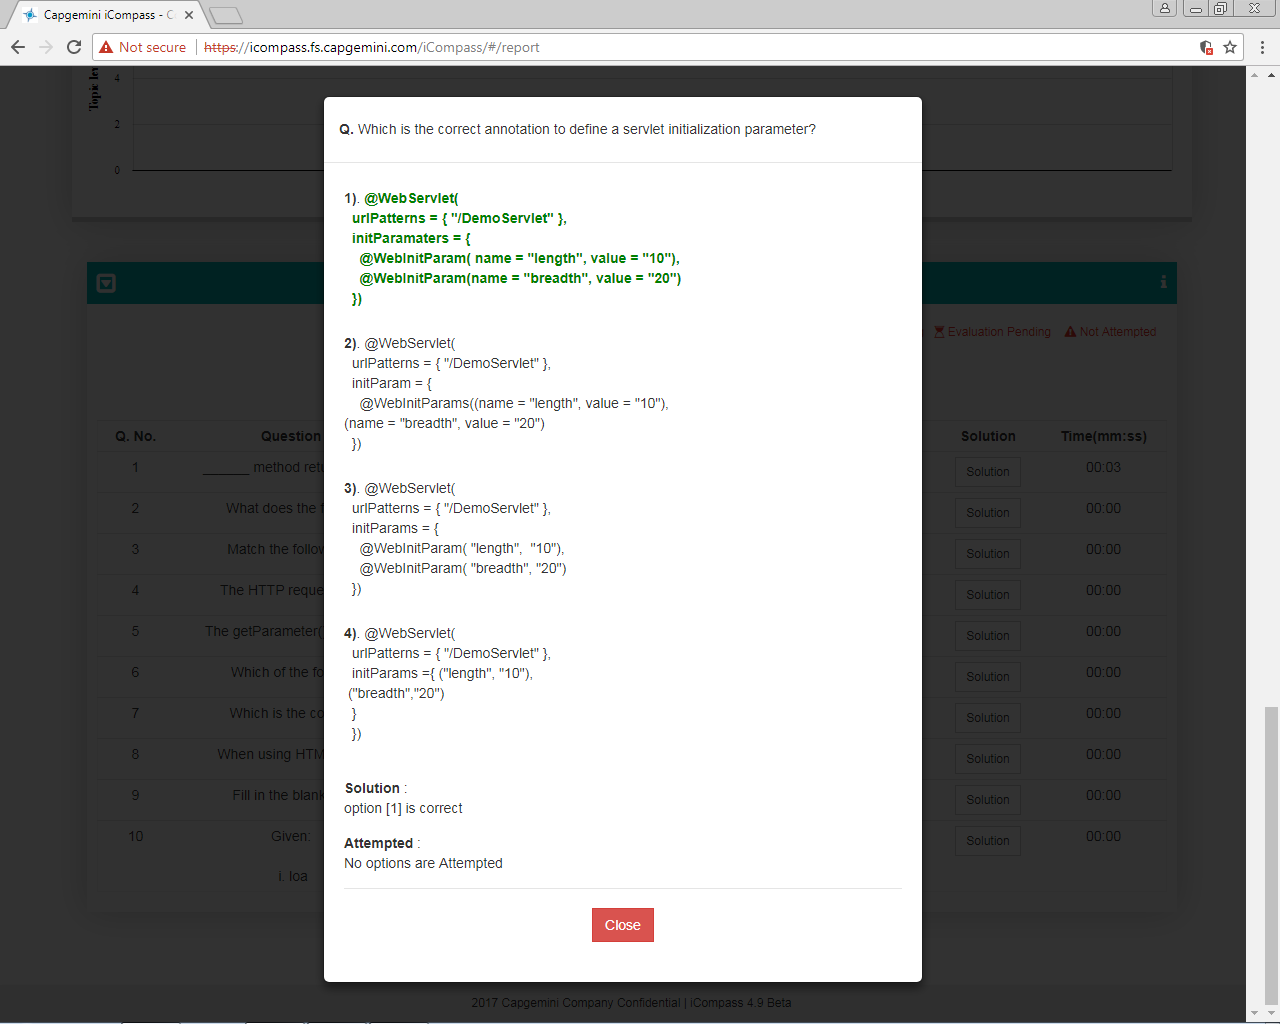 Capgemini iCompass - C
Not secure
https://icompass.fs.capgemini.com/iCompass/#/report
Topic lev
4
2
0
Q. Which is the correct annotation to define a servlet initialization parameter?
1). @WebServlet(
urlPatterns = { "/DemoServlet" },
initParamaters = {
@WebInitParam( name = "length", value = "10"),
@WebInitParam(name = "breadth", value = "20")
})
2). @WebServlet(
urlPatterns = { "/DemoServlet" },
initParam = {
@WebInitParams((name = "length", value = "10"),
(name = "breadth", value = "20")
})
3). @WebServlet(
urlPatterns = { "/DemoServlet" },
initParams = {
@WebInitParam( "length",  "10"),
@WebInitParam( "breadth", "20")
})
4). @WebServlet(
urlPatterns = { "/DemoServlet" },
initParams ={ ("length", "10"),
("breadth","20")
}
})
Solution :
option [1] is correct
Attempted :
No options are Attempted
Close
Evaluation Pending Not Attempted
Q. No. Question Solution Time(mm:ss)
1 ______ method retu Solution 00:03
2 What does the f Solution 00:00
3 Match the follow Solution 00:00
4 The HTTP reque Solution 00:00
5 The getParameter( Solution 00:00
6 Which of the fo Solution 00:00
7 Which is the co Solution 00:00
8 When using HTM Solution 00:00
9 Fill in the blank Solution 00:00
10 Given: Solution 00:00
i. loa
2017 Capgemini Company Confidential | iCompass 4.9 Beta